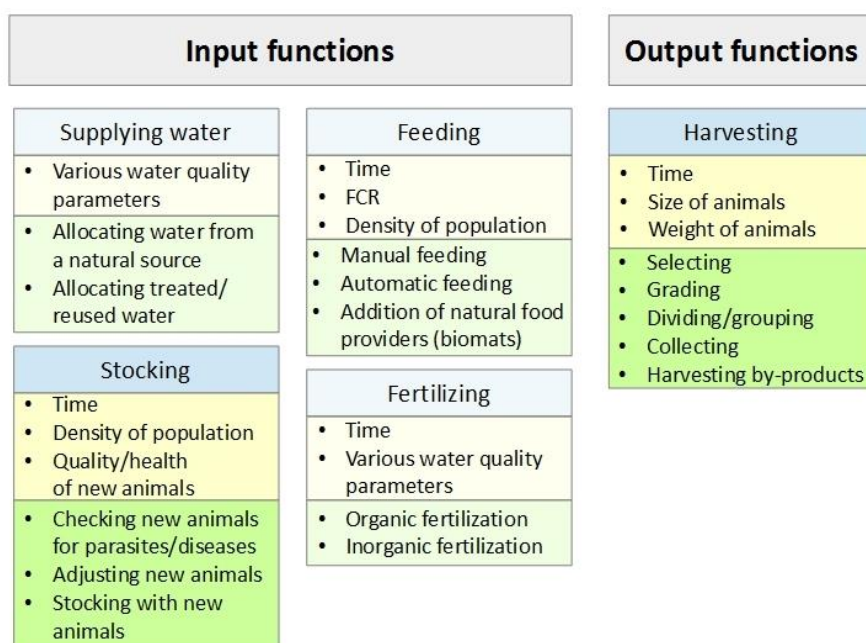 Input functions
Output functions
Supplying water
• Various water quality
parameters
• Allocating water from
a natural source
• Allocating treated/
reused water
Stocking
• Time
• Density of population
• Quality/health
of new animals
• Checking new animals
for parasites/diseases
• Adjusting new animals
• Stocking with new
animals
Feeding
• Time
• FCR
• Density of population
• Manual feeding
• Automatic feeding
• Addition of natural food
providers (biomats)
Fertilizing
• Time
• Various water quality
parameters
• Organic fertilization
• Inorganic fertilization
Harvesting
• Time
• Size of animals
• Weight of animals
• Selecting
• Grading
• Dividing/grouping
• Collecting
• Harvesting by-products